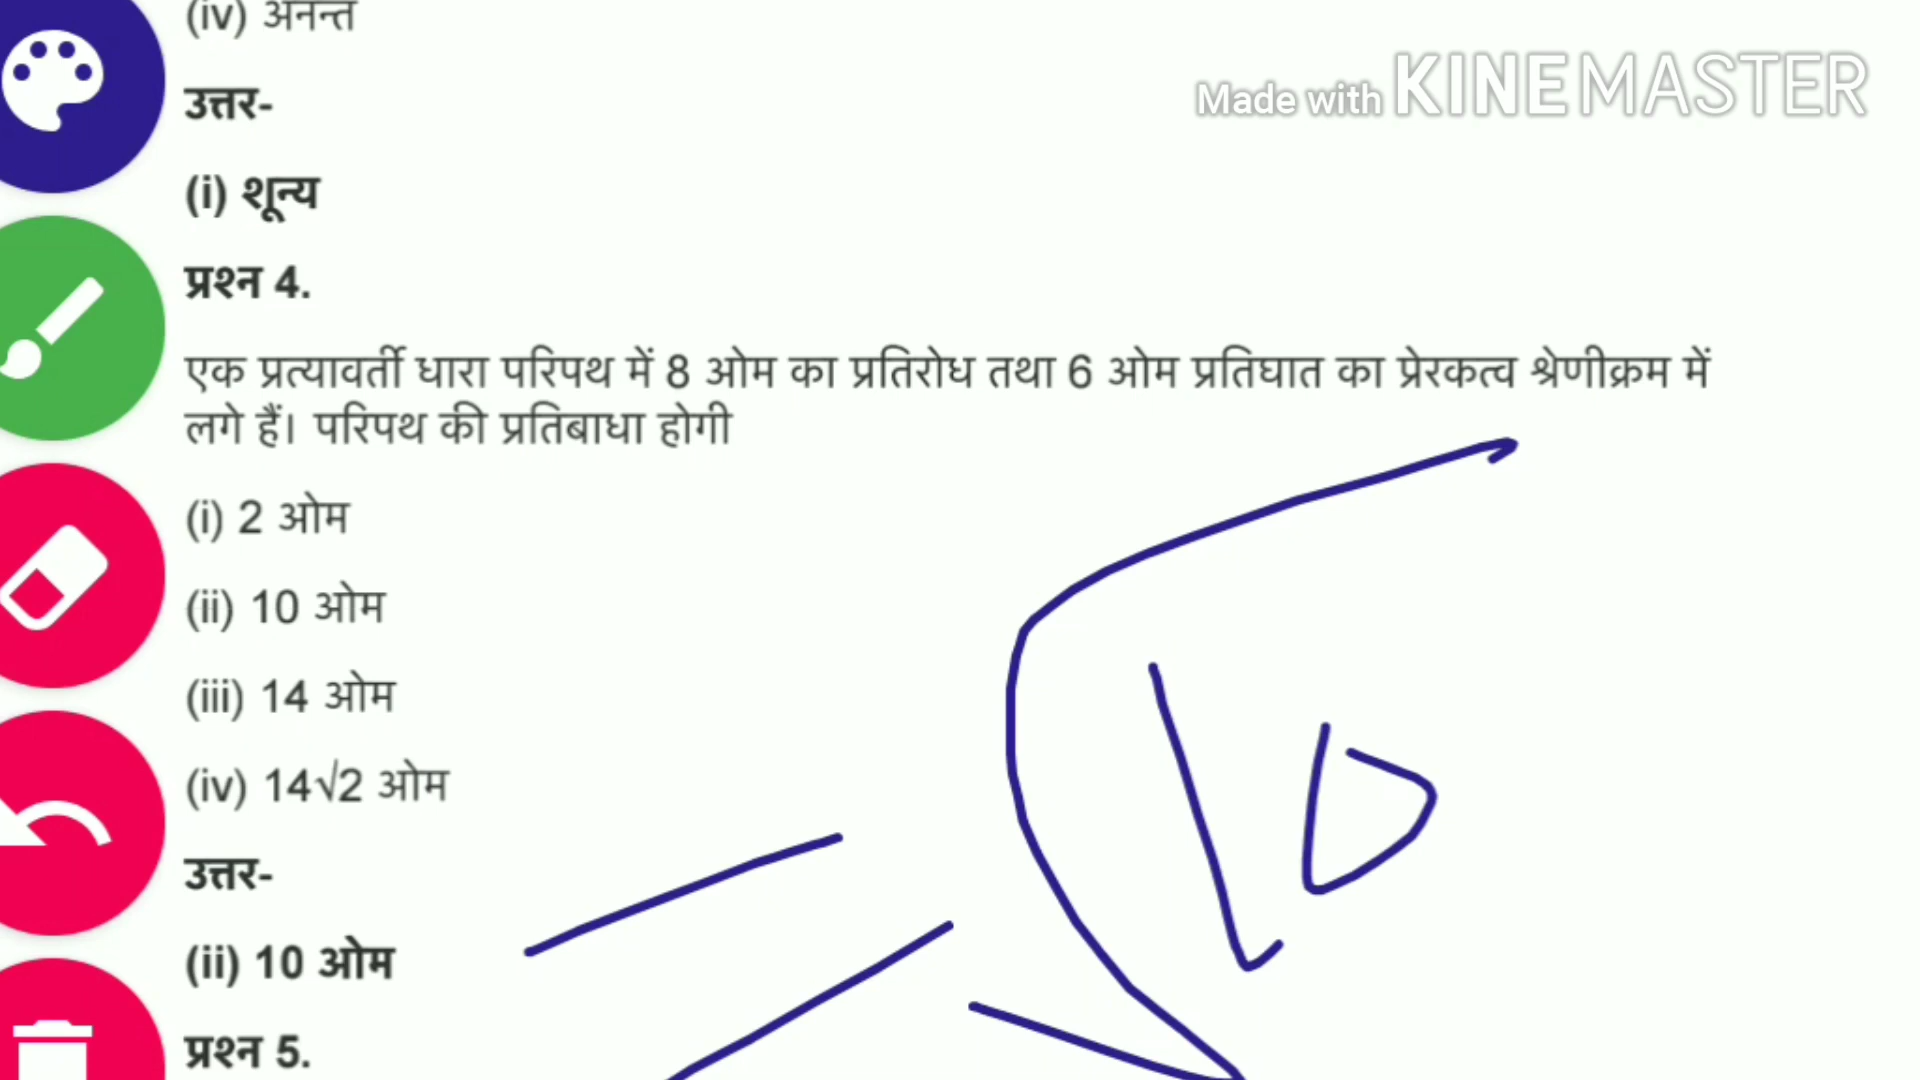 (iv) अनन्त
Made with KINEMASTER
उत्तर-
(i) शून्य
प्रश्न 4.
एक प्रत्यावर्ती धारा परिपथ में 8 ओम का प्रतिरोध तथा 6 ओम प्रतिघात का प्रेरकत्व श्रेणीक्रम में
लगे हैं। परिपथ की प्रतिबाधा होगी
(i) 2 ओम
(ii) 10 ओम
(iii) 14 ओम
(iv) 14√2 ओम
10
उत्तर-
(ii) 10 ओम
प्रश्न 5.